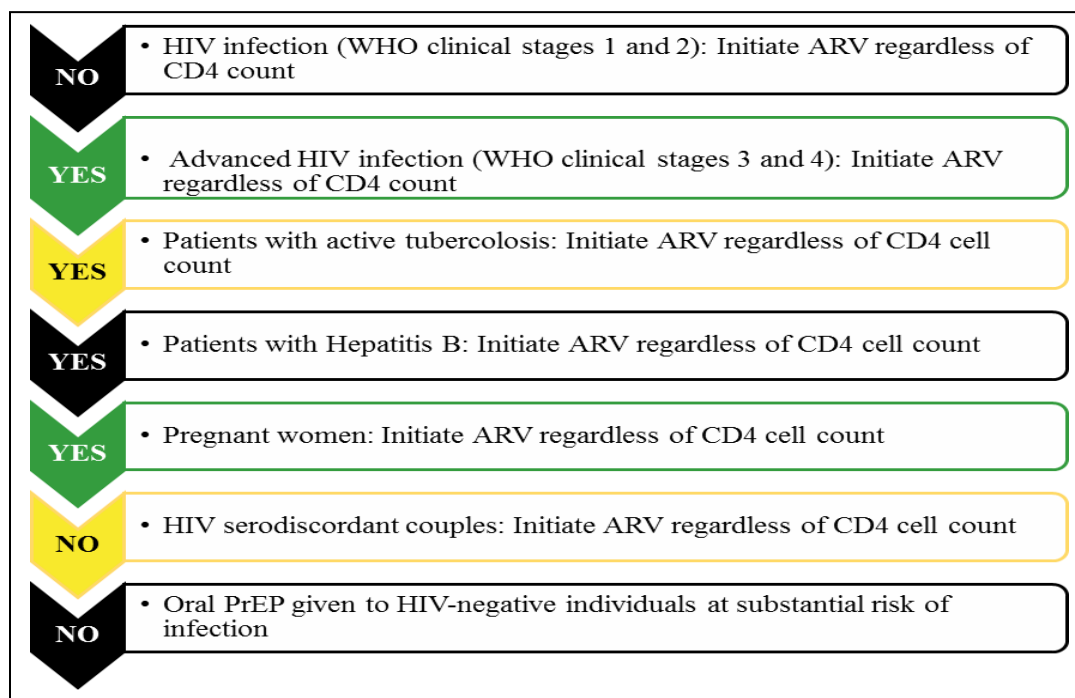 NO
• HIV infection (WHO clinical stages 1 and 2): Initiate ARV regardless of
CD4 count
YES
• Advanced HIV infection (WHO clinical stages 3 and 4): Initiate ARV
regardless of CD4 count
YES
• Patients with active tubercolosis: Initiate ARV regardless of CD4 cell
count
YES
• Patients with Hepatitis B: Initiate ARV regardless of CD4 cell count
YES
• Pregnant women: Initiate ARV regardless of CD4 cell count
NO
• HIV serodiscordant couples: Initiate ARV regardless of CD4 cell count
NO
• Oral PrEP given to HIV-negative individuals at substantial risk of
infection